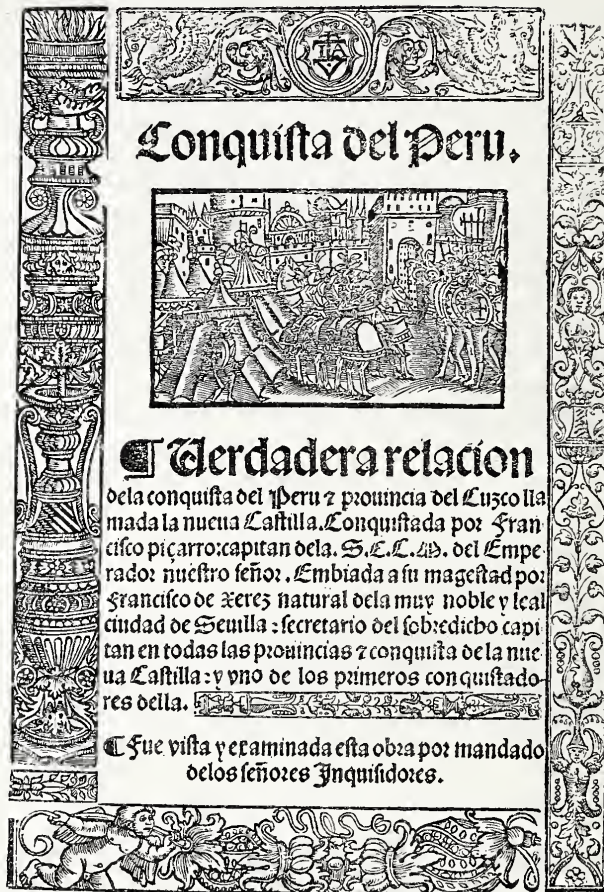 Conquista del Peru.
¶ Verdadera relacion
dela conquista del Peru ⁊ prouincia del Cuzco lla
mada la nueua Castilla. Conquistada por Fran
cisco piçarro: capitan dela. S.C.C.M. del Empe-
rador nuestro señor. Embiada a su magestad por
Francisco de Xerez natural dela muy noble y leal
ciudad de Seuilla: secretario del sobredicho capi
tan en todas las prouincias ⁊ conquista de la nue
ua Castilla: y vno de los primeros conquistado-
res della.
¶ Fue vista y examinada esta obra por mandado
delos señores Inquisidores.